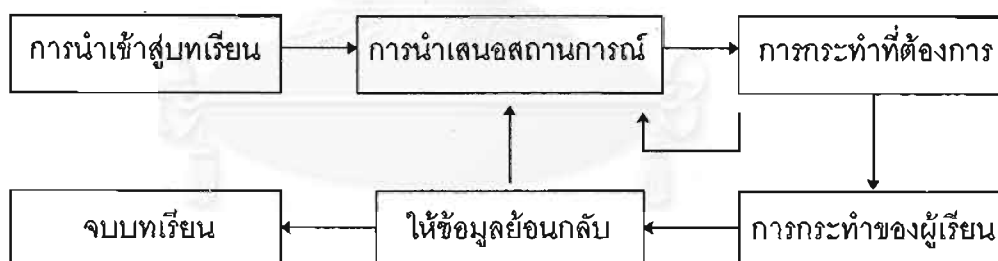 การนำเข้าสู่บทเรียน การนำเสนอสถานการณ์ การกระทำที่ต้องการ
จบบทเรียน ให้ข้อมูลย้อนกลับ การกระทำของผู้เรียน